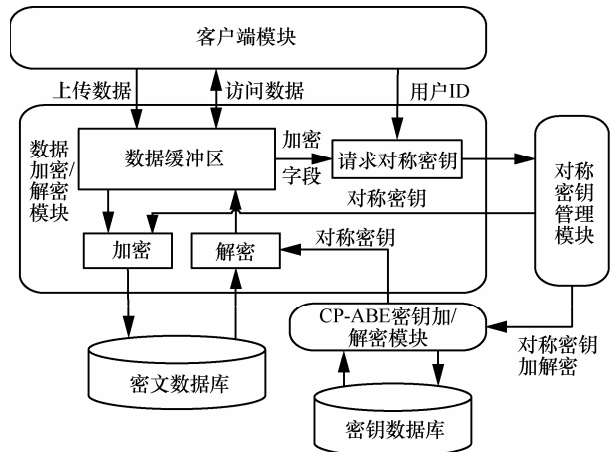 客户端模块
上传数据
访问数据
用户ID
数据
加密/
解密
模块
数据缓冲区
加密
字段
请求对称密钥
对称
密钥
管理
模块
对称密钥
加密
解密
对称密钥
CP-ABE密钥加/
解密模块
对称密钥
加解密
密文数据库
密钥数据库